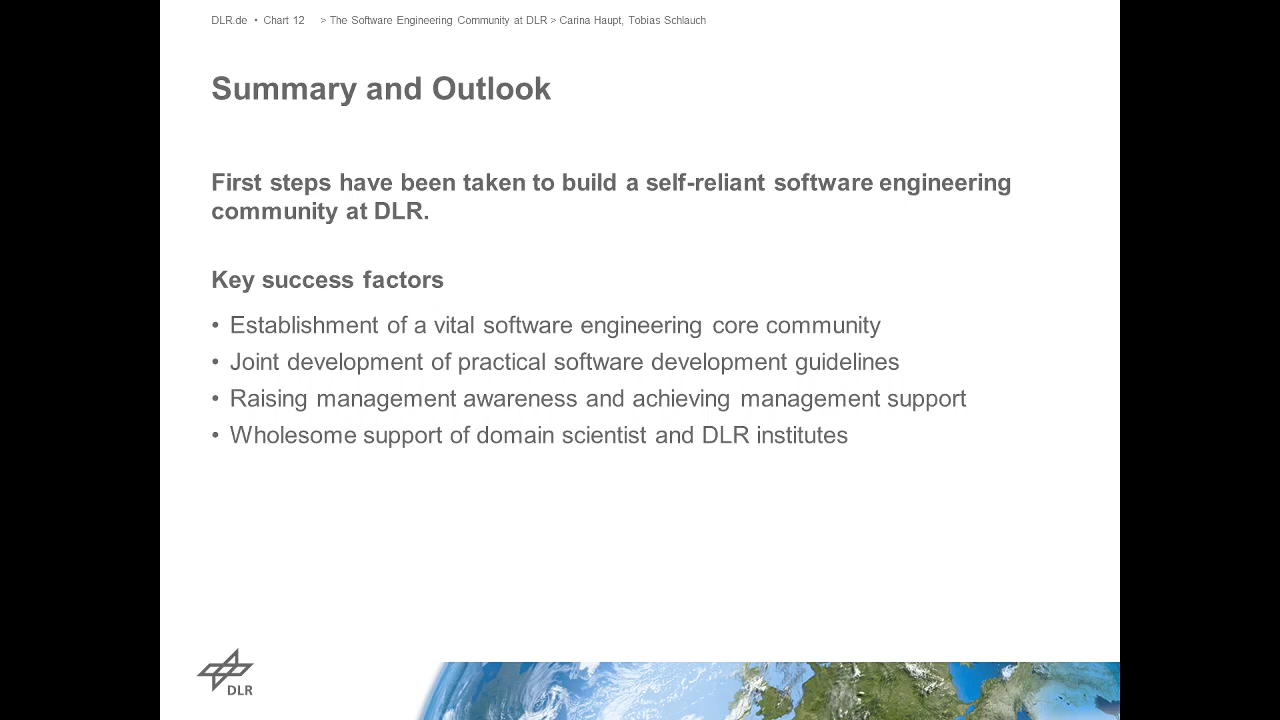 DLR.de • Chart 12 > The Software Engineering Community at DLR > Carina Haupt, Tobias Schlauch
Summary and Outlook
First steps have been taken to build a self-reliant software engineering
community at DLR.
Key success factors
• Establishment of a vital software engineering core community
• Joint development of practical software development guidelines
• Raising management awareness and achieving management support
• Wholesome support of domain scientist and DLR institutes
DLR